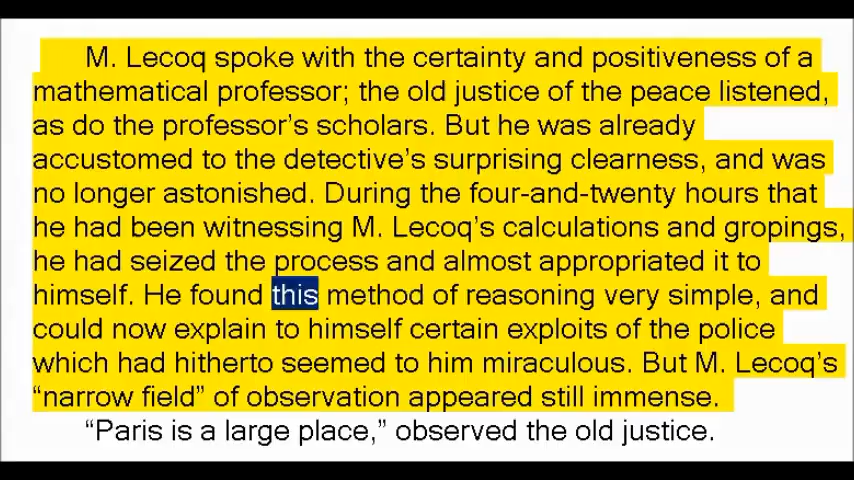 M. Lecoq spoke with the certainty and positiveness of a
mathematical professor; the old justice of the peace listened,
as do the professor’s scholars. But he was already
accustomed to the detective’s surprising clearness, and was
no longer astonished. During the four-and-twenty hours that
he had been witnessing M. Lecoq’s calculations and gropings,
he had seized the process and almost appropriated it to
himself. He found this method of reasoning very simple, and
could now explain to himself certain exploits of the police
which had hitherto seemed to him miraculous. But M. Lecoq’s
“narrow field” of observation appeared still immense.
“Paris is a large place,” observed the old justice.